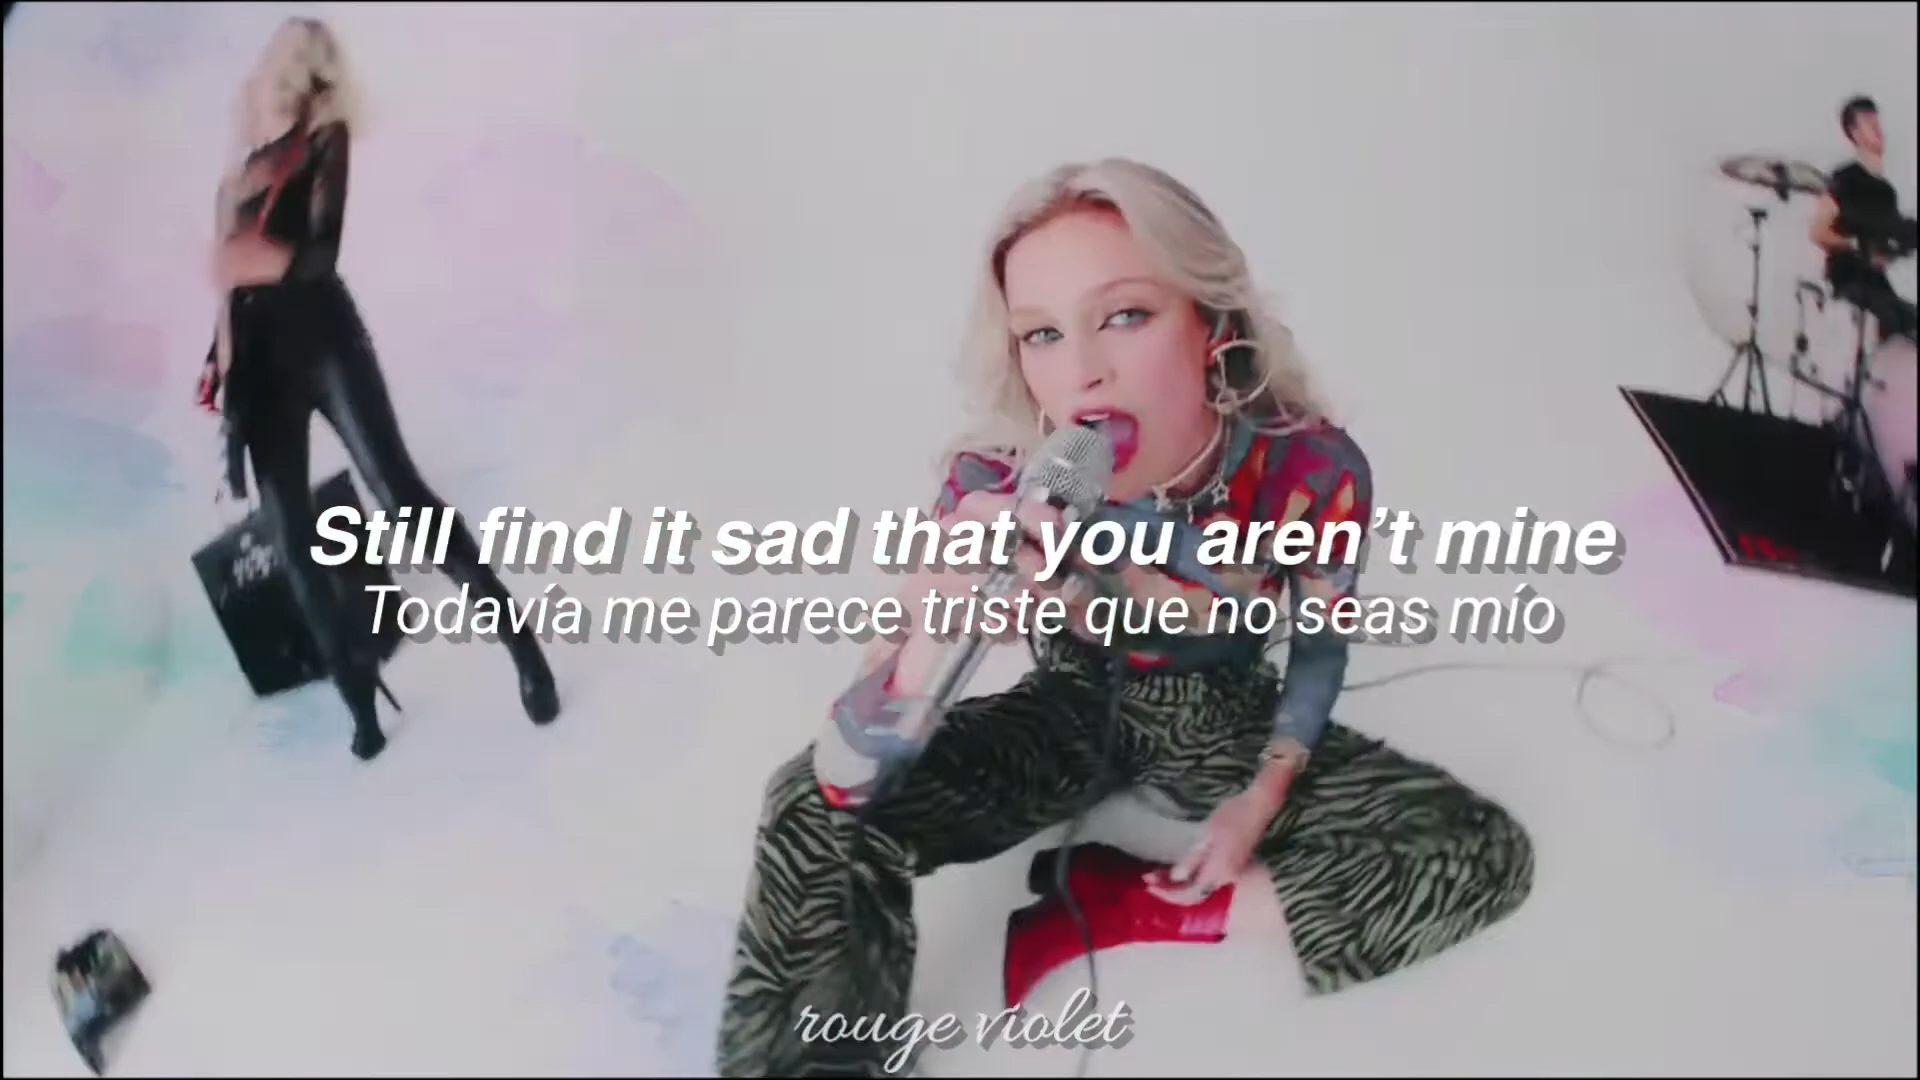 Still find it sad that you aren’t mine
Todavía me parece triste que no seas mío
rouge violet